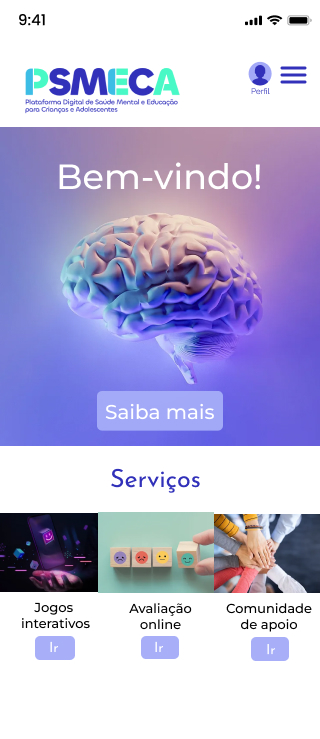 9:41
PSMECA
Plataforma Digital de Saúde Mental e Educação
para Crianças e Adolescentes
Perfil
Bem-vindo!
Saiba mais
Serviços
Jogos
interativos
Avaliação
online
Comunidade
de apoio
Ir
Ir
Ir